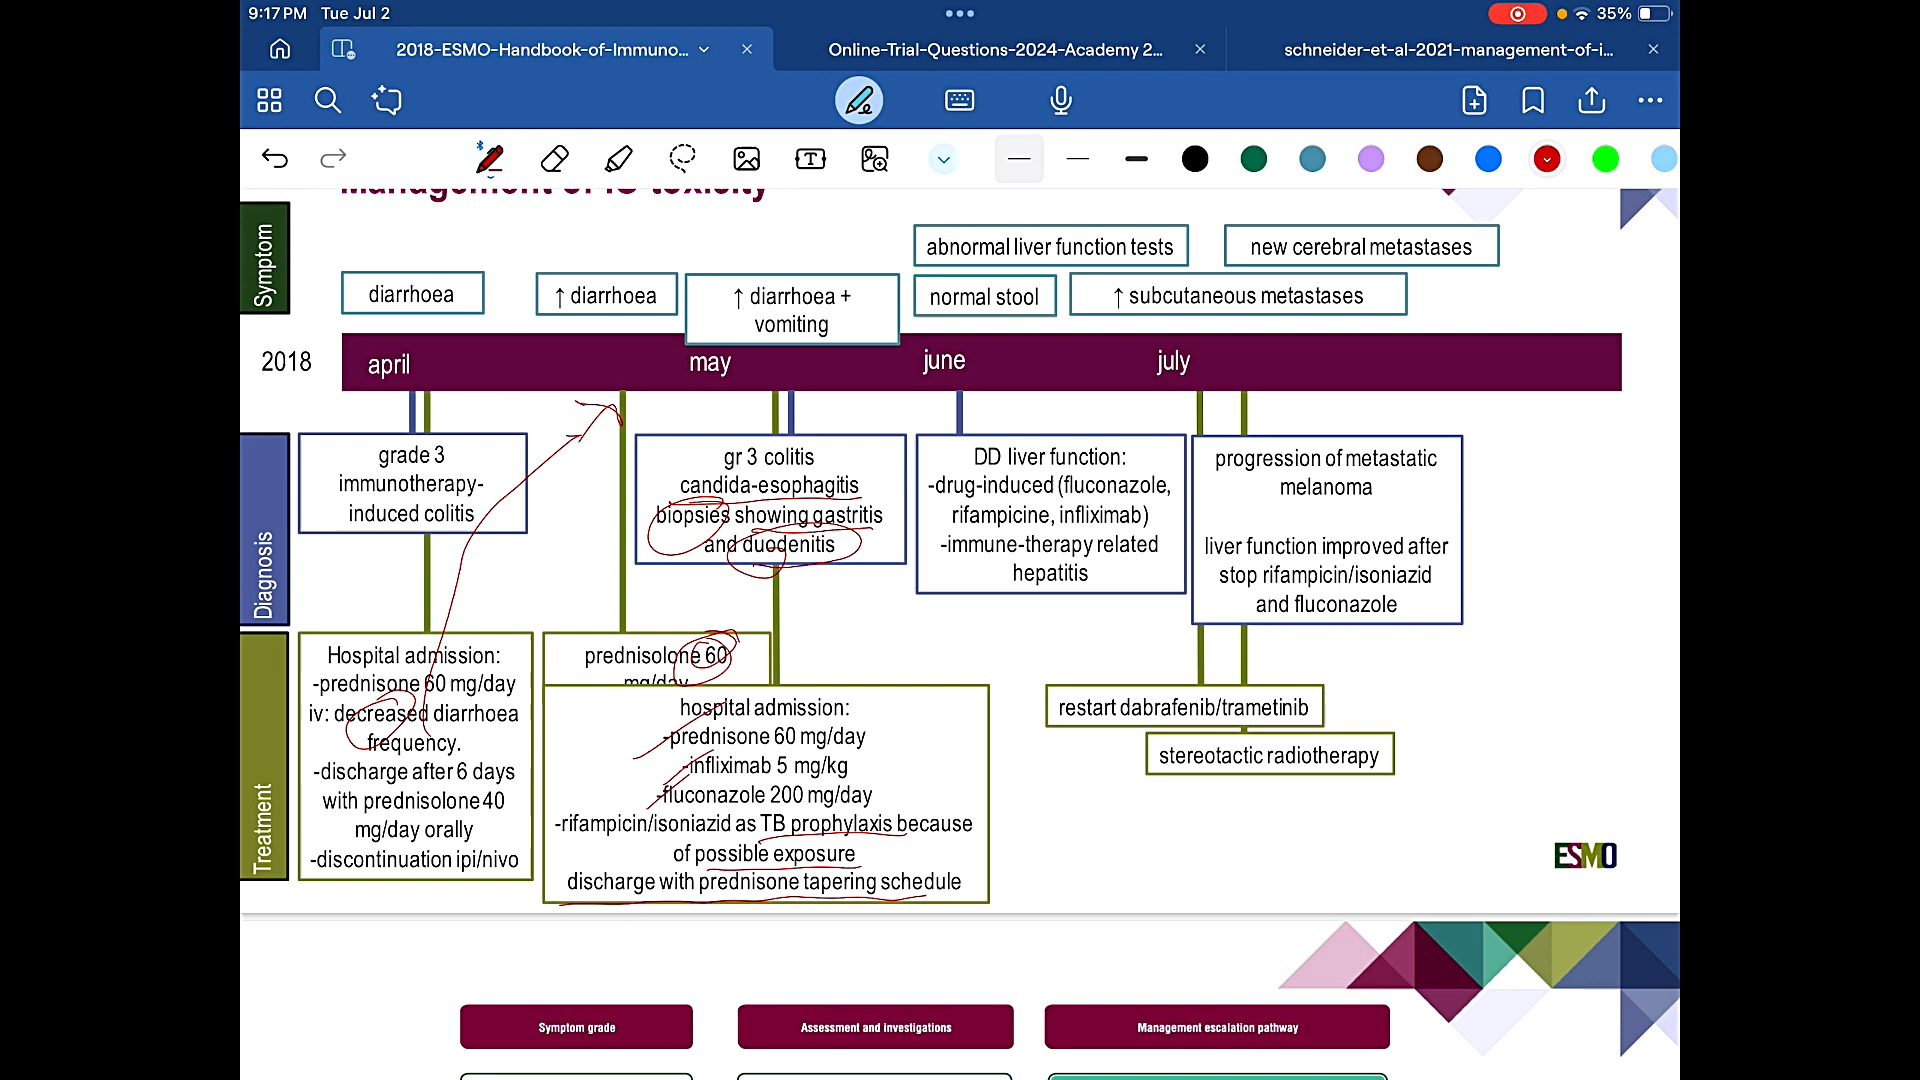 9:17 PM Tue Jul 2
35%
2018-ESMO-Handbook-of-Immuno...
Online-Trial-Questions-2024-Academy 2...
schneider-et-al-2021-management-of-i...
Management of IO toxicity
Symptom
abnormal liver function tests
new cerebral metastases
diarrhoea
↑ diarrhoea
↑ diarrhoea +
vomiting
normal stool
↑ subcutaneous metastases
2018
april
may
june
july
Diagnosis
grade 3
immunotherapy-
induced colitis
gr 3 colitis
candida-esophagitis
biopsies showing gastritis
and duodenitis
DD liver function:
-drug-induced (fluconazole,
rifampicine, infliximab)
-immune-therapy related
hepatitis
progression of metastatic
melanoma
liver function improved after
stop rifampicin/isoniazid
and fluconazole
Treatment
Hospital admission:
-prednisone 60 mg/day
iv: decreased diarrhoea
frequency.
-discharge after 6 days
with prednisolone 40
mg/day orally
-discontinuation ipi/nivo
prednisolone 60
mg/day
hospital admission:
-prednisone 60 mg/day
-infliximab 5 mg/kg
-fluconazole 200 mg/day
-rifampicin/isoniazid as TB prophylaxis because
of possible exposure
discharge with prednisone tapering schedule
restart dabrafenib/trametinib
stereotactic radiotherapy
ESMO
Symptom grade
Assessment and investigations
Management escalation pathway